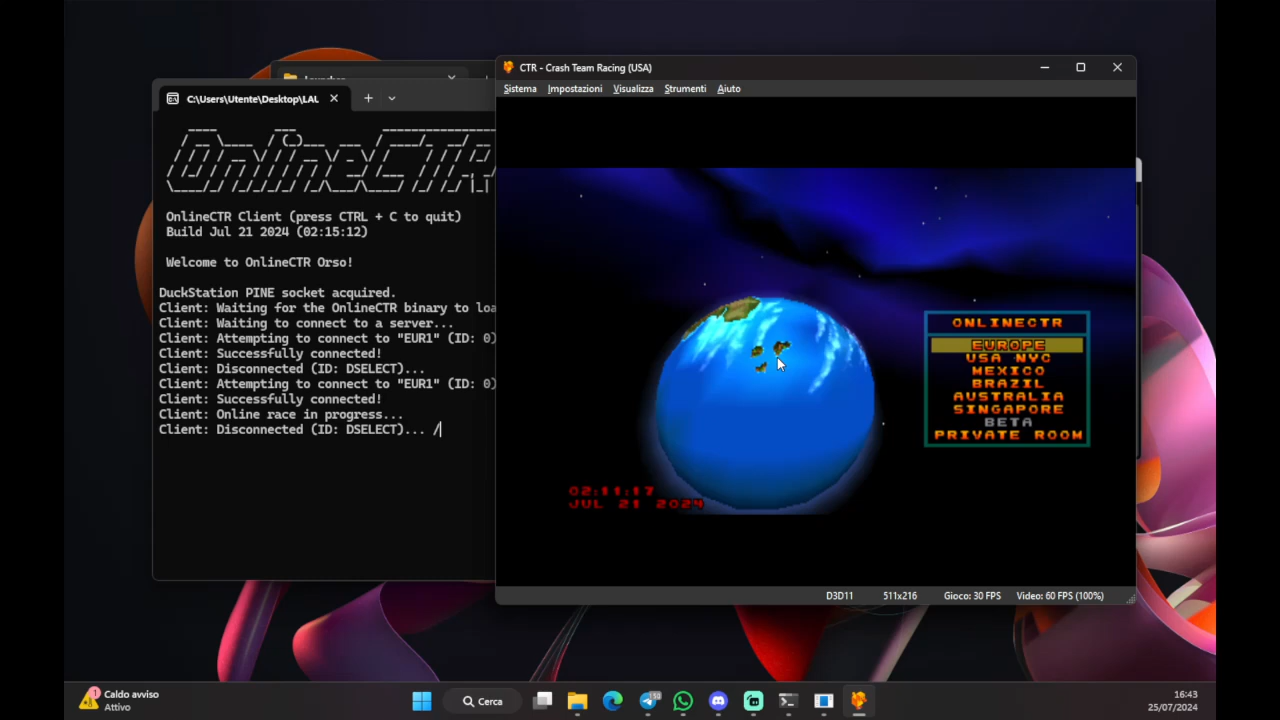 Launcher
C:\Users\Utente\Desktop\LAU
OnlineCTR
OnlineCTR Client (press CTRL + C to quit)
Build Jul 21 2024 (02:15:12)
Welcome to OnlineCTR Orso!
DuckStation PINE socket acquired.
Client: Waiting for the OnlineCTR binary to loa
Client: Waiting to connect to a server...
Client: Attempting to connect to "EUR1" (ID: 0)
Client: Successfully connected!
Client: Disconnected (ID: DSELECT)...
Client: Attempting to connect to "EUR1" (ID: 0)
Client: Successfully connected!
Client: Online race in progress...
Client: Disconnected (ID: DSELECT)... /
CTR - Crash Team Racing (USA)
Sistema Impostazioni Visualizza Strumenti Aiuto
ONLINECTR
EUROPE
USA NYC
MEXICO
BRAZIL
AUSTRALIA
SINGAPORE
BETA
PRIVATE ROOM
02:11:17
JUL 21 2024
D3D11 511x216 Gioco: 30 FPS Video: 60 FPS (100%)
1
Caldo avviso
Attivo
Cerca
50
16:43
25/07/2024